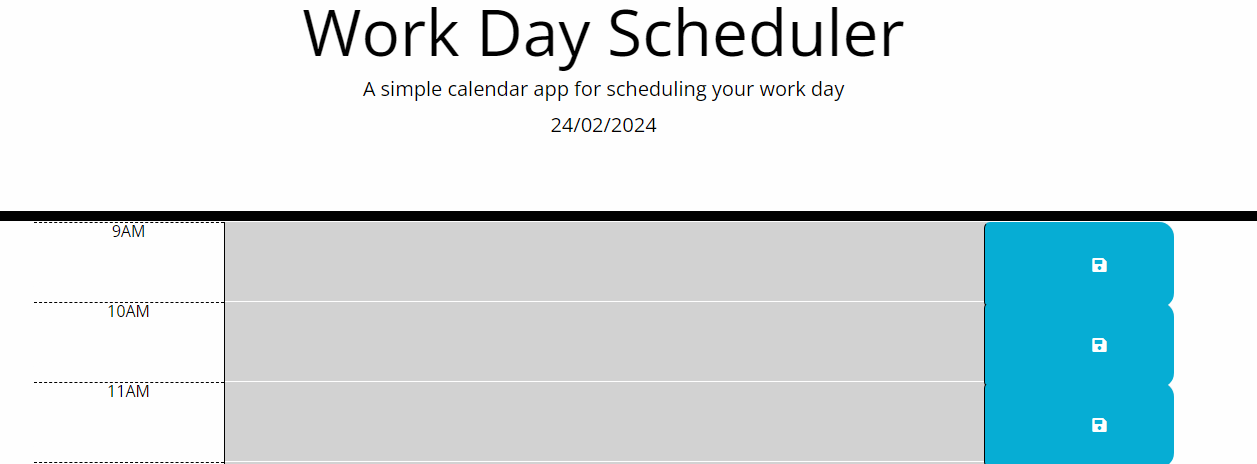 Work Day Scheduler
A simple calendar app for scheduling your work day
24/02/2024
9AM
10AM
11AM